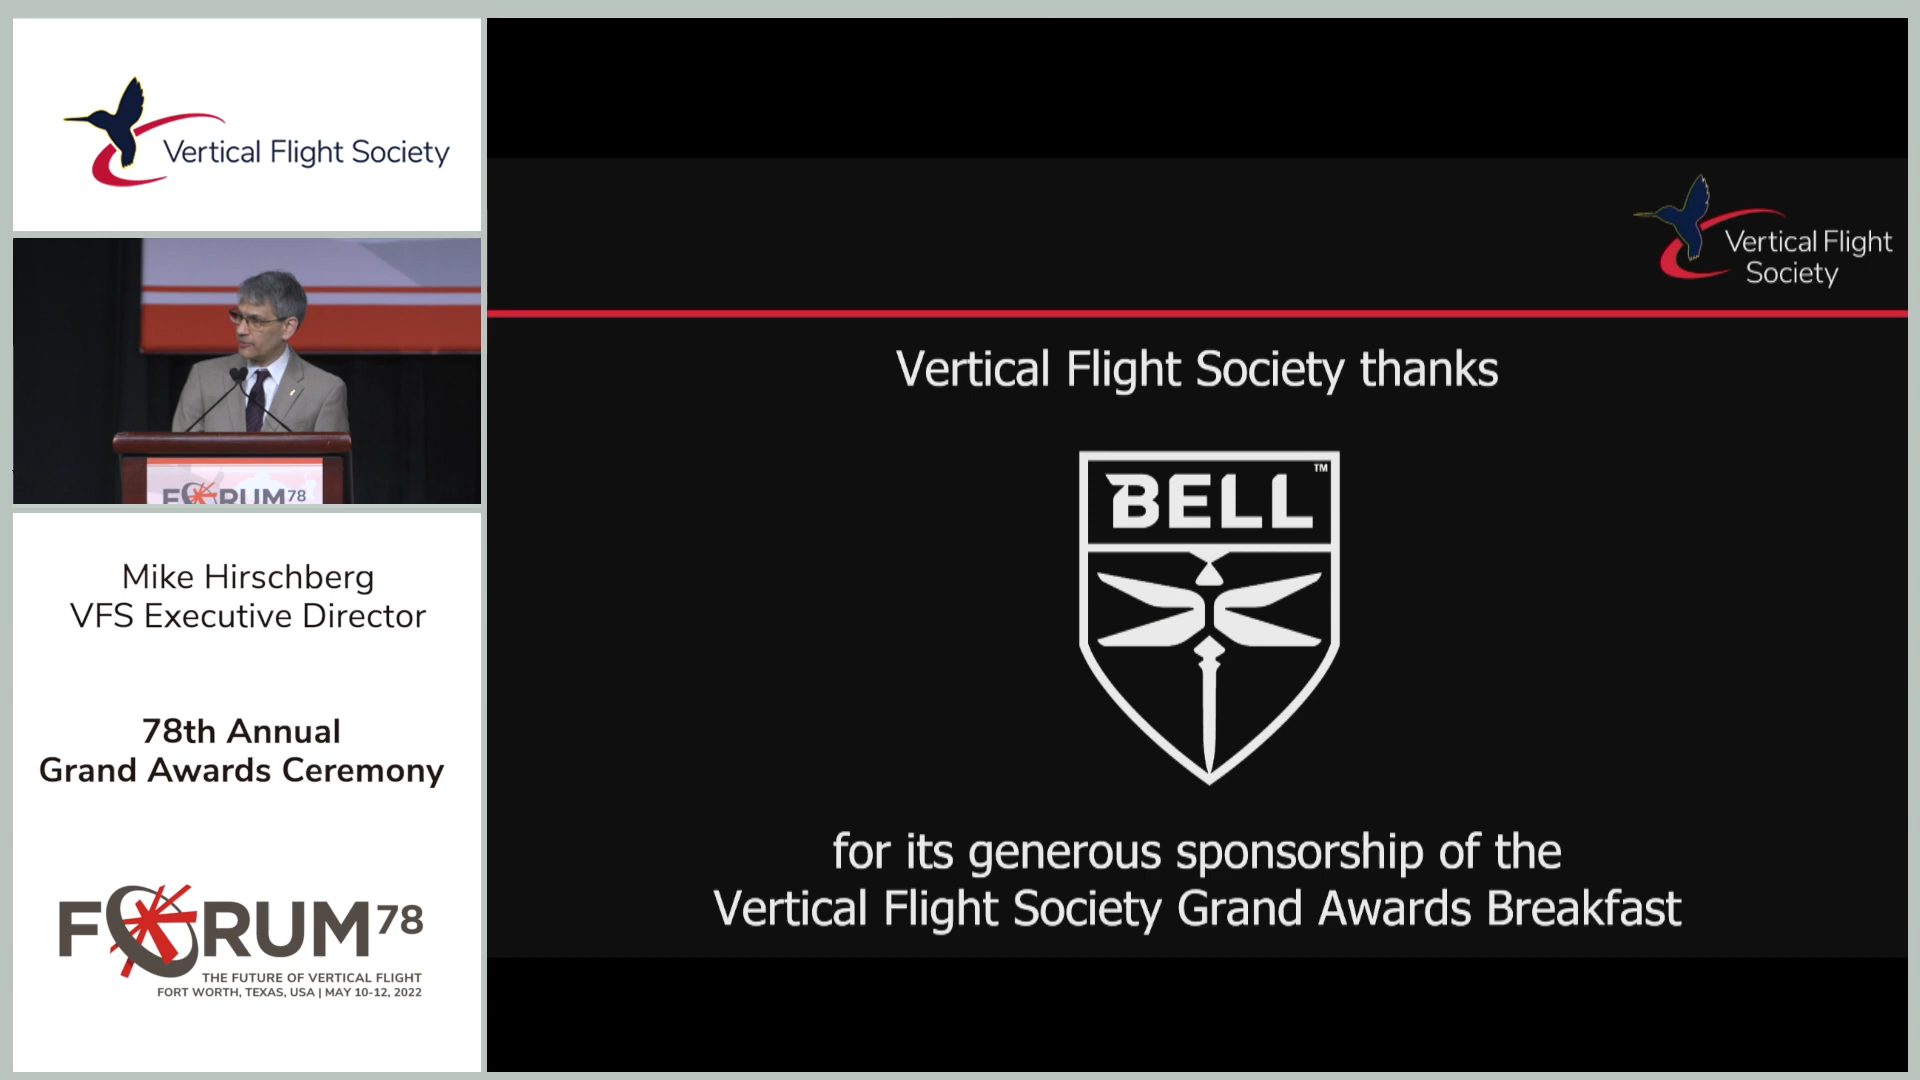 Vertical Flight Society
FORUM78
Mike Hirschberg
VFS Executive Director
78th Annual
Grand Awards Ceremony
FORUM78
THE FUTURE OF VERTICAL FLIGHT
FORT WORTH, TEXAS, USA | MAY 10-12, 2022
Vertical Flight
Society
Vertical Flight Society thanks
BELL™
for its generous sponsorship of the
Vertical Flight Society Grand Awards Breakfast